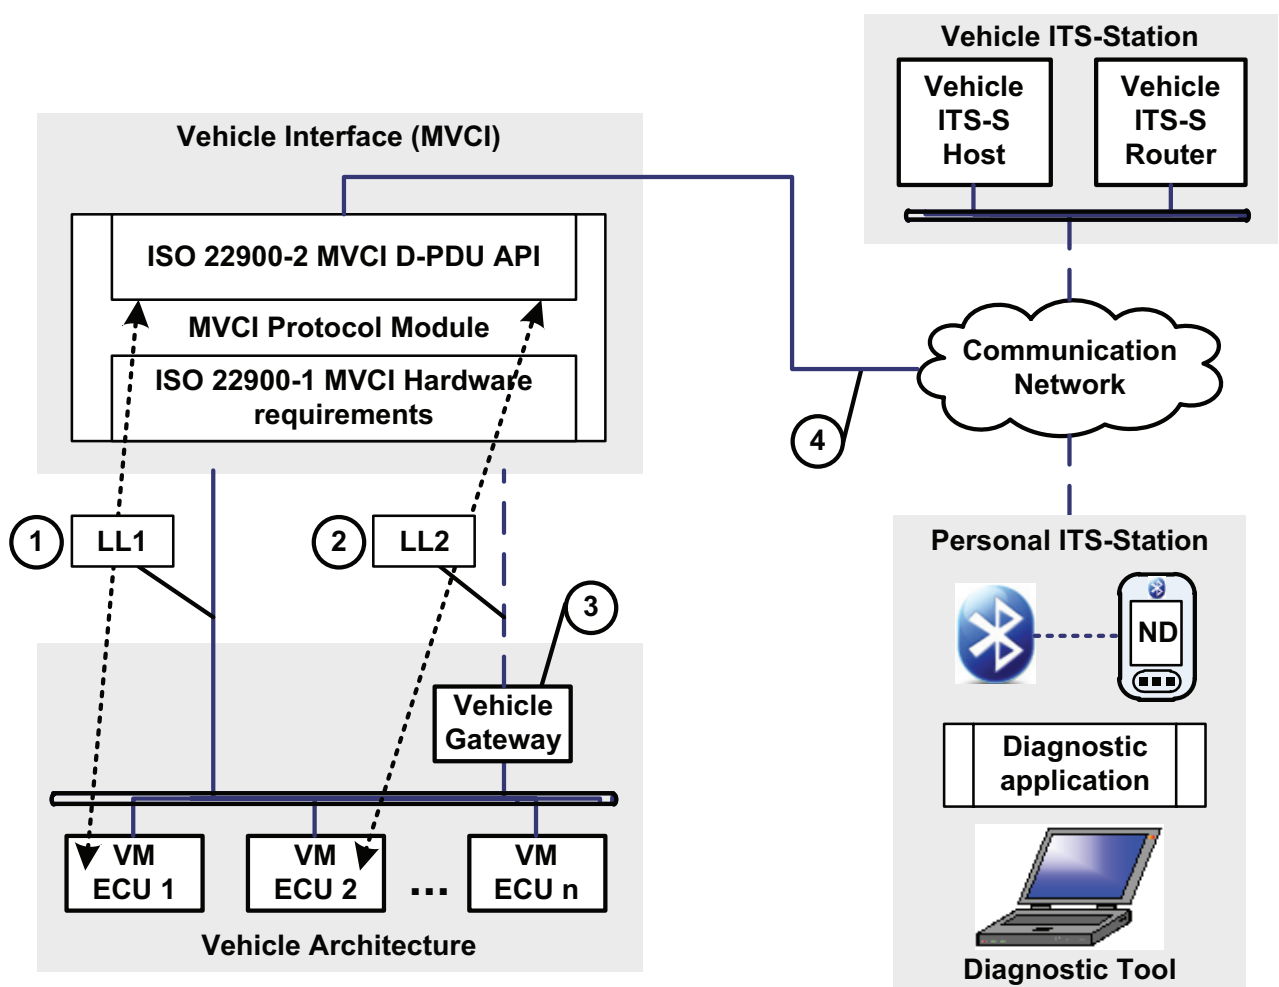 Vehicle ITS-Station
Vehicle
ITS-S
Host
Vehicle
ITS-S
Router
Vehicle Interface (MVCI)
ISO 22900-2 MVCI D-PDU API
MVCI Protocol Module
ISO 22900-1 MVCI Hardware
requirements
Communication
Network
4
1
LL1
2
LL2
3
Vehicle
Gateway
VM
ECU 1
VM
ECU 2
...
VM
ECU n
Vehicle Architecture
Personal ITS-Station
ND
Diagnostic
application
Diagnostic Tool